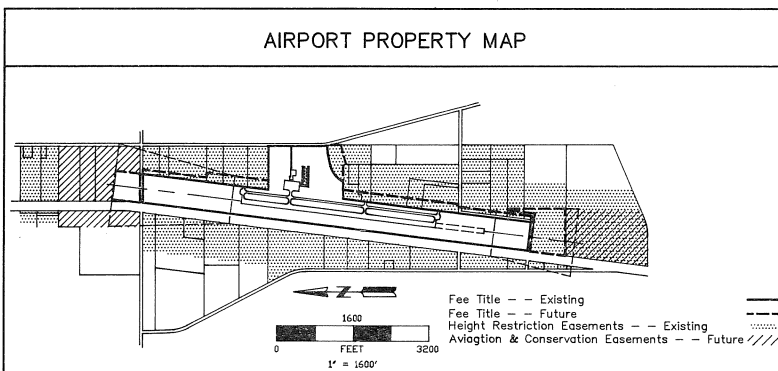 AIRPORT PROPERTY MAP
N
1600
0 FEET 3200
1" = 1600'
Fee Title -- Existing
Fee Title -- Future
Height Restriction Easements -- Existing
Aviagtion & Conservation Easements -- Future